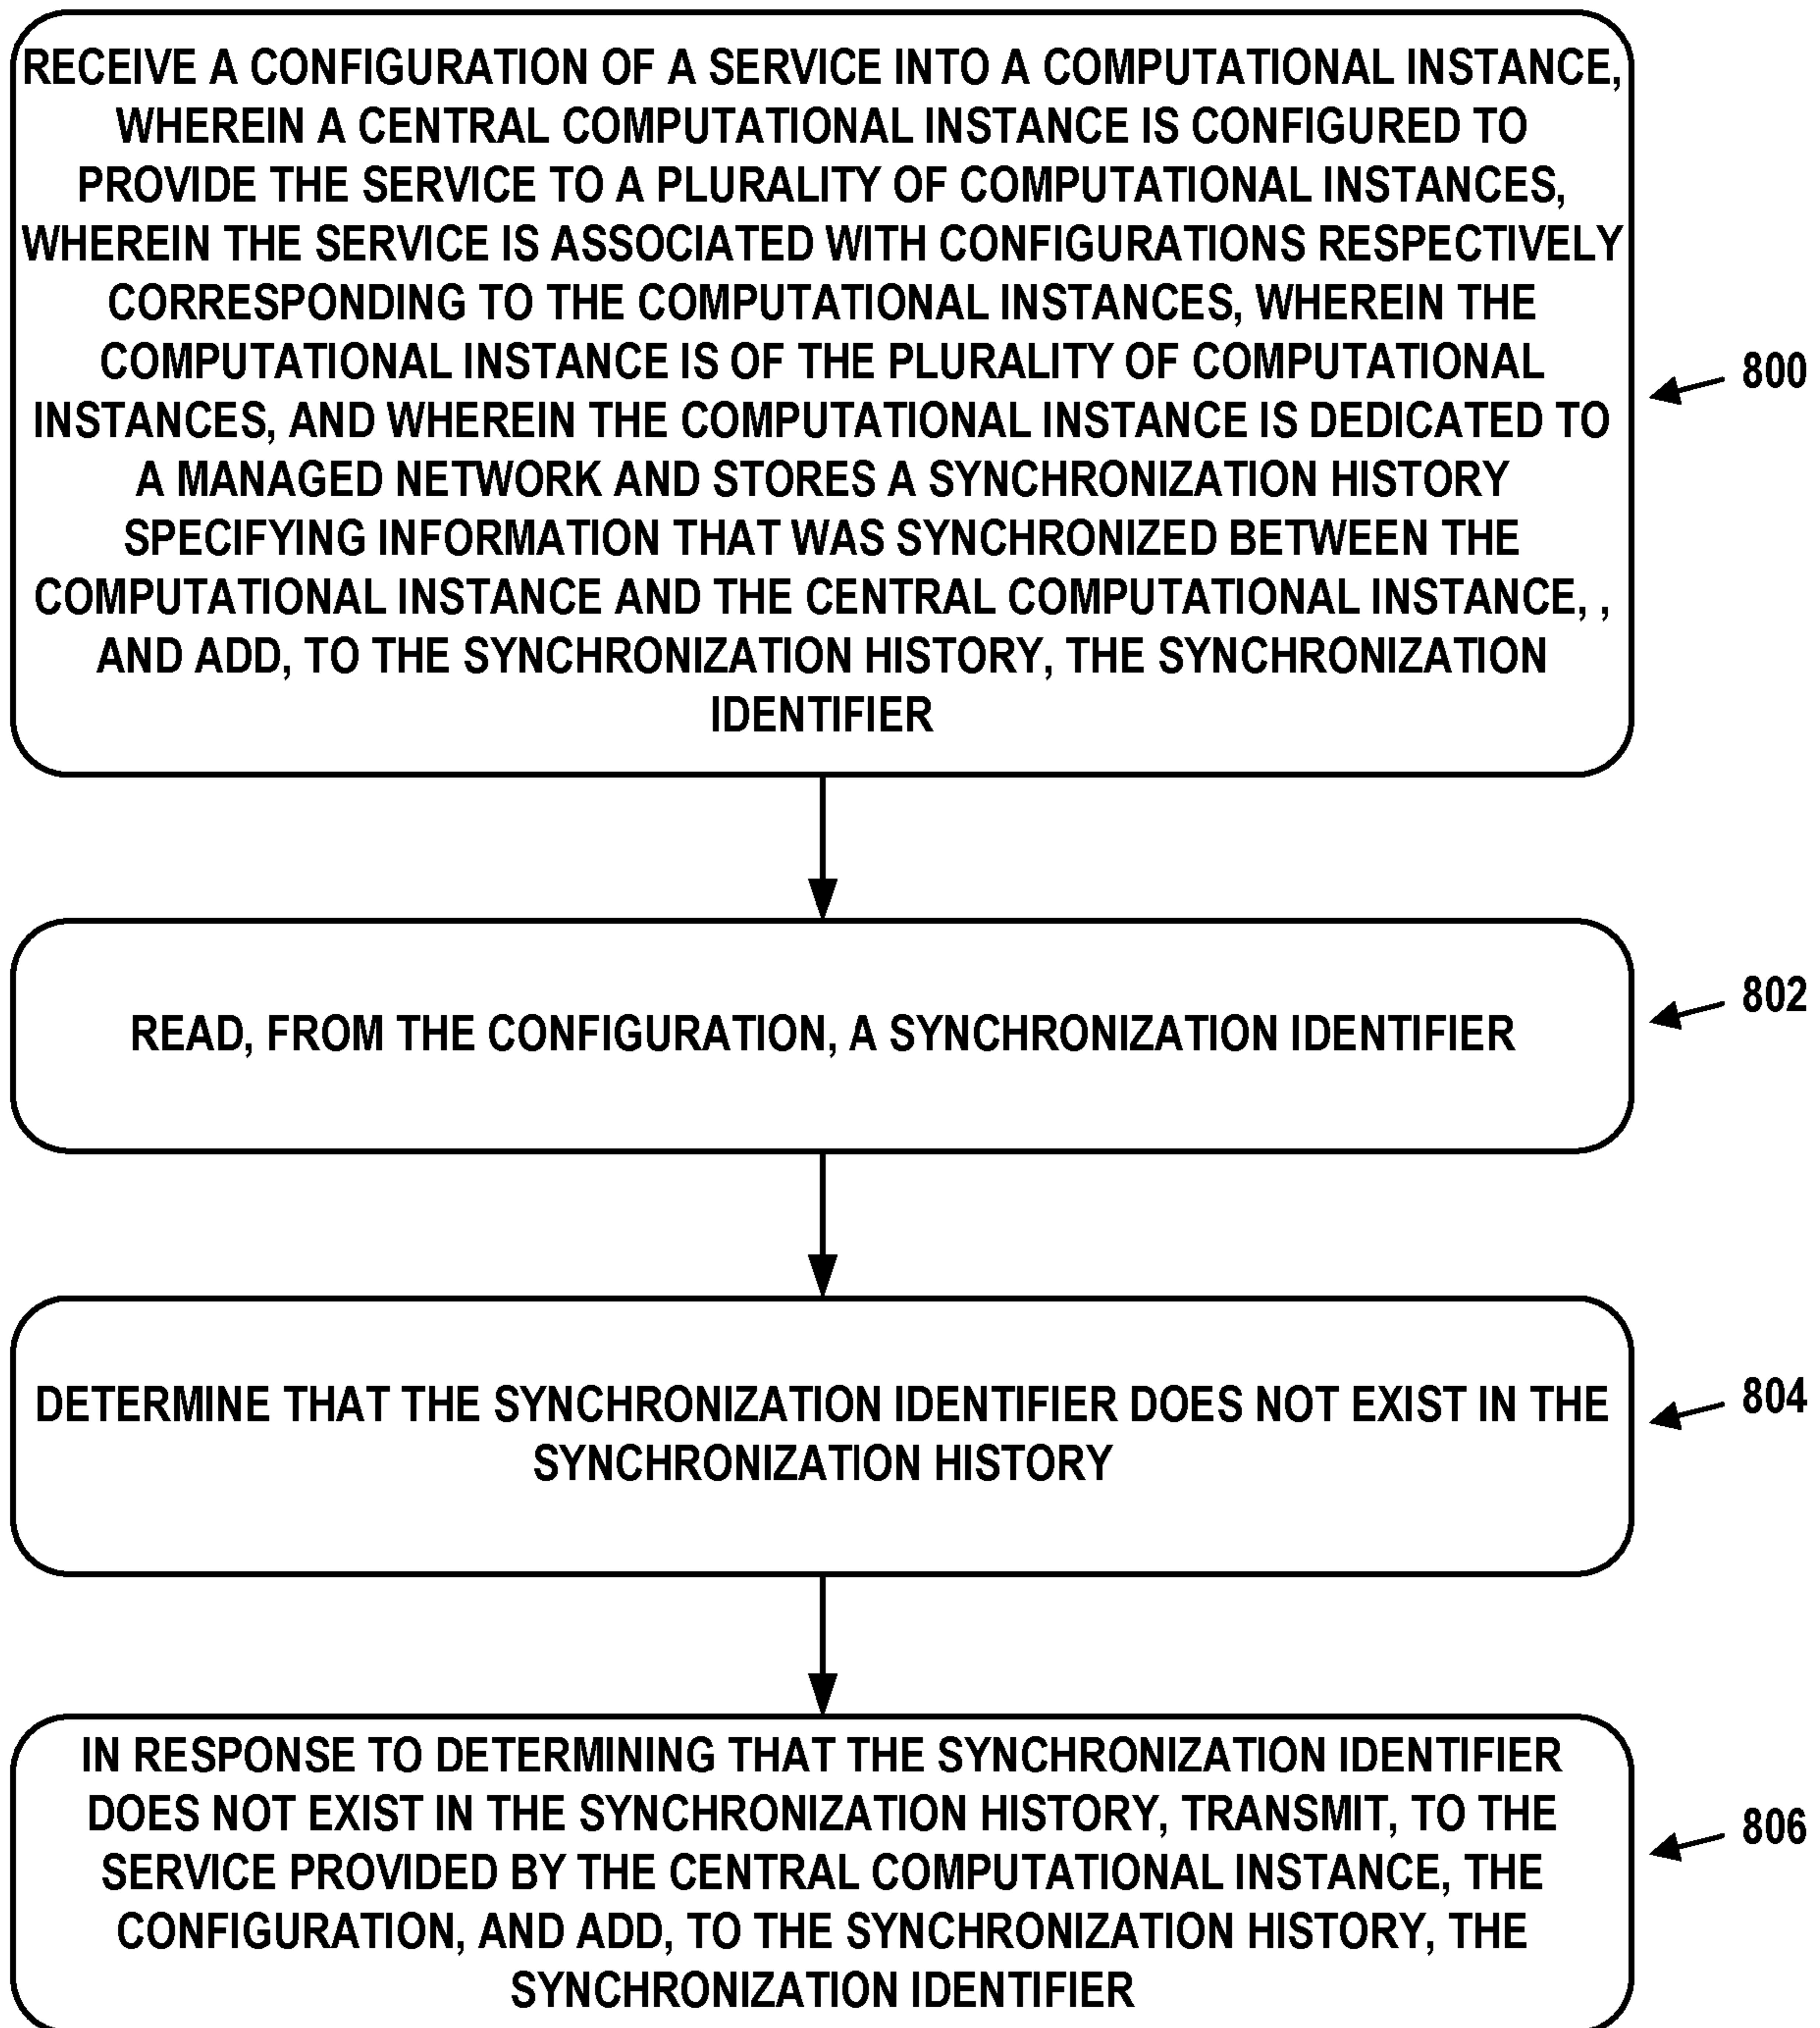 RECEIVE A CONFIGURATION OF A SERVICE INTO A COMPUTATIONAL INSTANCE,
WHEREIN A CENTRAL COMPUTATIONAL INSTANCE IS CONFIGURED TO
PROVIDE THE SERVICE TO A PLURALITY OF COMPUTATIONAL INSTANCES,
WHEREIN THE SERVICE IS ASSOCIATED WITH CONFIGURATIONS RESPECTIVELY
CORRESPONDING TO THE COMPUTATIONAL INSTANCES, WHEREIN THE
COMPUTATIONAL INSTANCE IS OF THE PLURALITY OF COMPUTATIONAL
INSTANCES, AND WHEREIN THE COMPUTATIONAL INSTANCE IS DEDICATED TO
A MANAGED NETWORK AND STORES A SYNCHRONIZATION HISTORY
SPECIFYING INFORMATION THAT WAS SYNCHRONIZED BETWEEN THE
COMPUTATIONAL INSTANCE AND THE CENTRAL COMPUTATIONAL INSTANCE, ,
AND ADD, TO THE SYNCHRONIZATION HISTORY, THE SYNCHRONIZATION
IDENTIFIER
800
READ, FROM THE CONFIGURATION, A SYNCHRONIZATION IDENTIFIER
802
DETERMINE THAT THE SYNCHRONIZATION IDENTIFIER DOES NOT EXIST IN THE
SYNCHRONIZATION HISTORY
804
IN RESPONSE TO DETERMINING THAT THE SYNCHRONIZATION IDENTIFIER
DOES NOT EXIST IN THE SYNCHRONIZATION HISTORY, TRANSMIT, TO THE
SERVICE PROVIDED BY THE CENTRAL COMPUTATIONAL INSTANCE, THE
CONFIGURATION, AND ADD, TO THE SYNCHRONIZATION HISTORY, THE
SYNCHRONIZATION IDENTIFIER
806